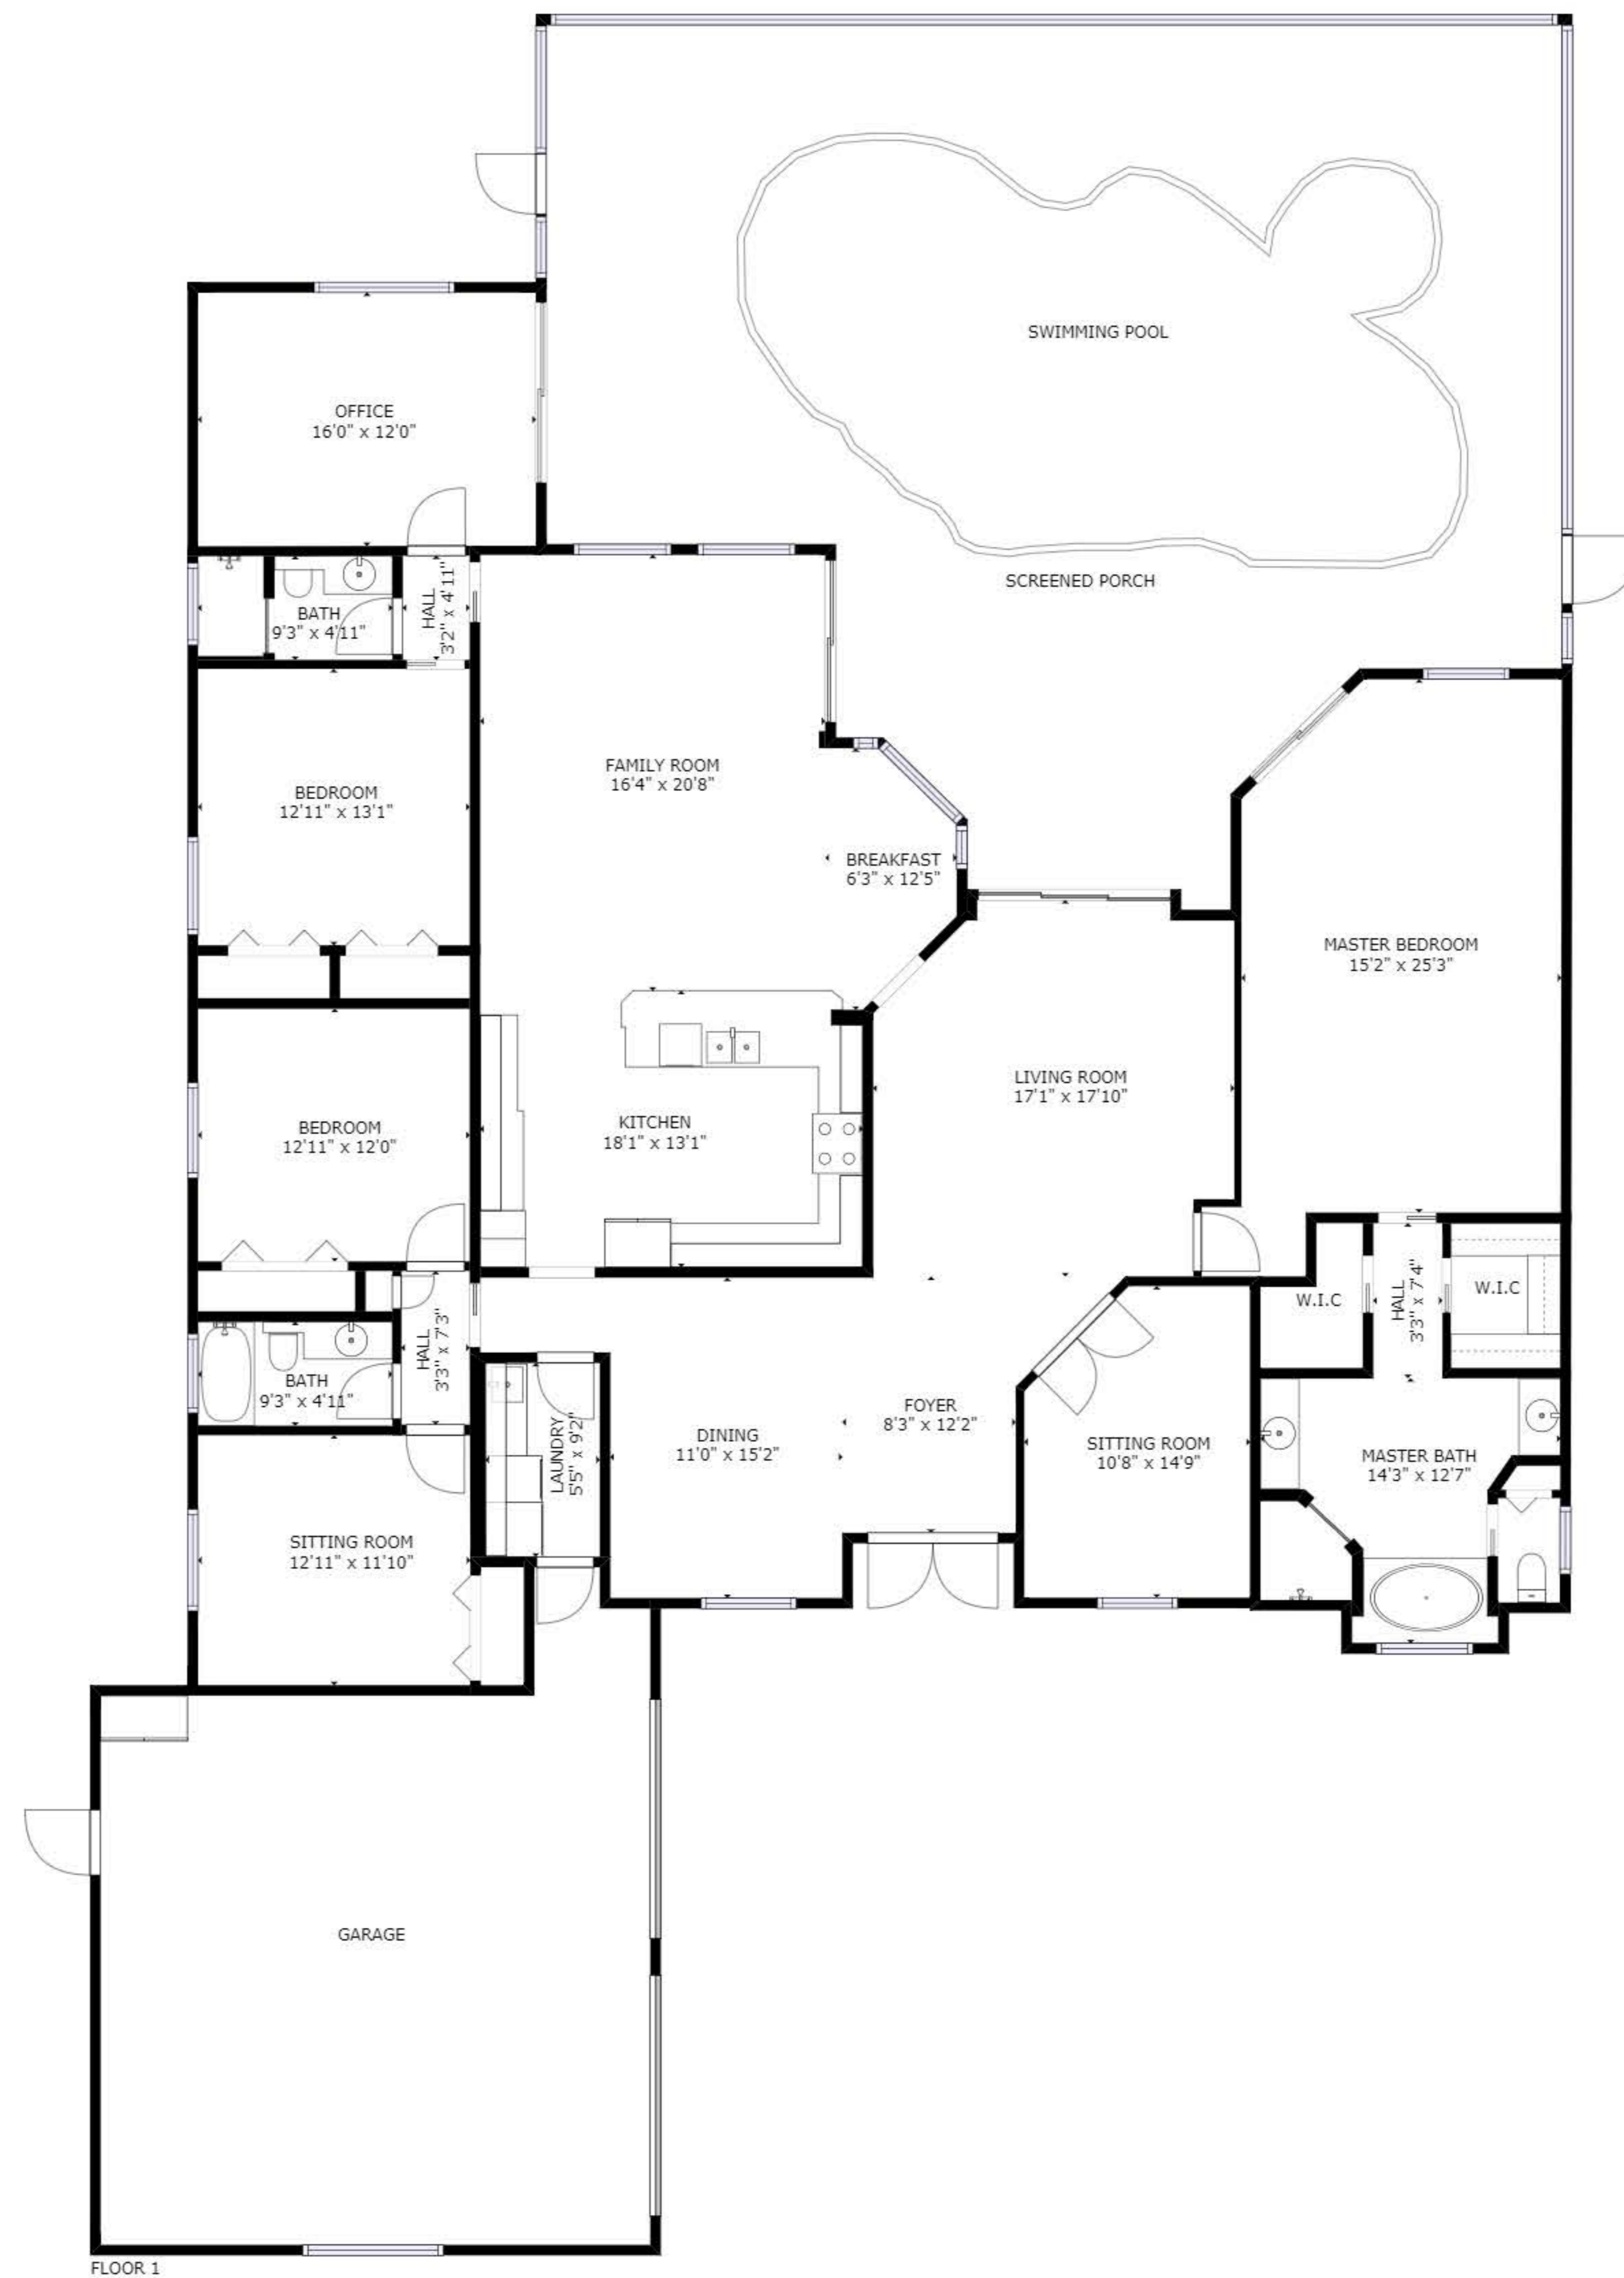 SWIMMING POOL
OFFICE
16'0" x 12'0"
SCREENED PORCH
BATH
9'3" x 4'11"
HALL
3'2" x 4'11"
FAMILY ROOM
16'4" x 20'8"
BEDROOM
12'11" x 13'1"
BREAKFAST
6'3" x 12'5"
MASTER BEDROOM
15'2" x 25'3"
LIVING ROOM
17'1" x 17'10"
KITCHEN
18'1" x 13'1"
BEDROOM
12'11" x 12'0"
W.I.C
HALL
3'3" x 7'4"
W.I.C
HALL
3'3" x 7'3"
BATH
9'3" x 4'11"
FOYER
8'3" x 12'2"
DINING
11'0" x 15'2"
SITTING ROOM
10'8" x 14'9"
MASTER BATH
14'3" x 12'7"
LAUNDRY
5'5" x 9'2"
SITTING ROOM
12'11" x 11'10"
GARAGE
FLOOR 1